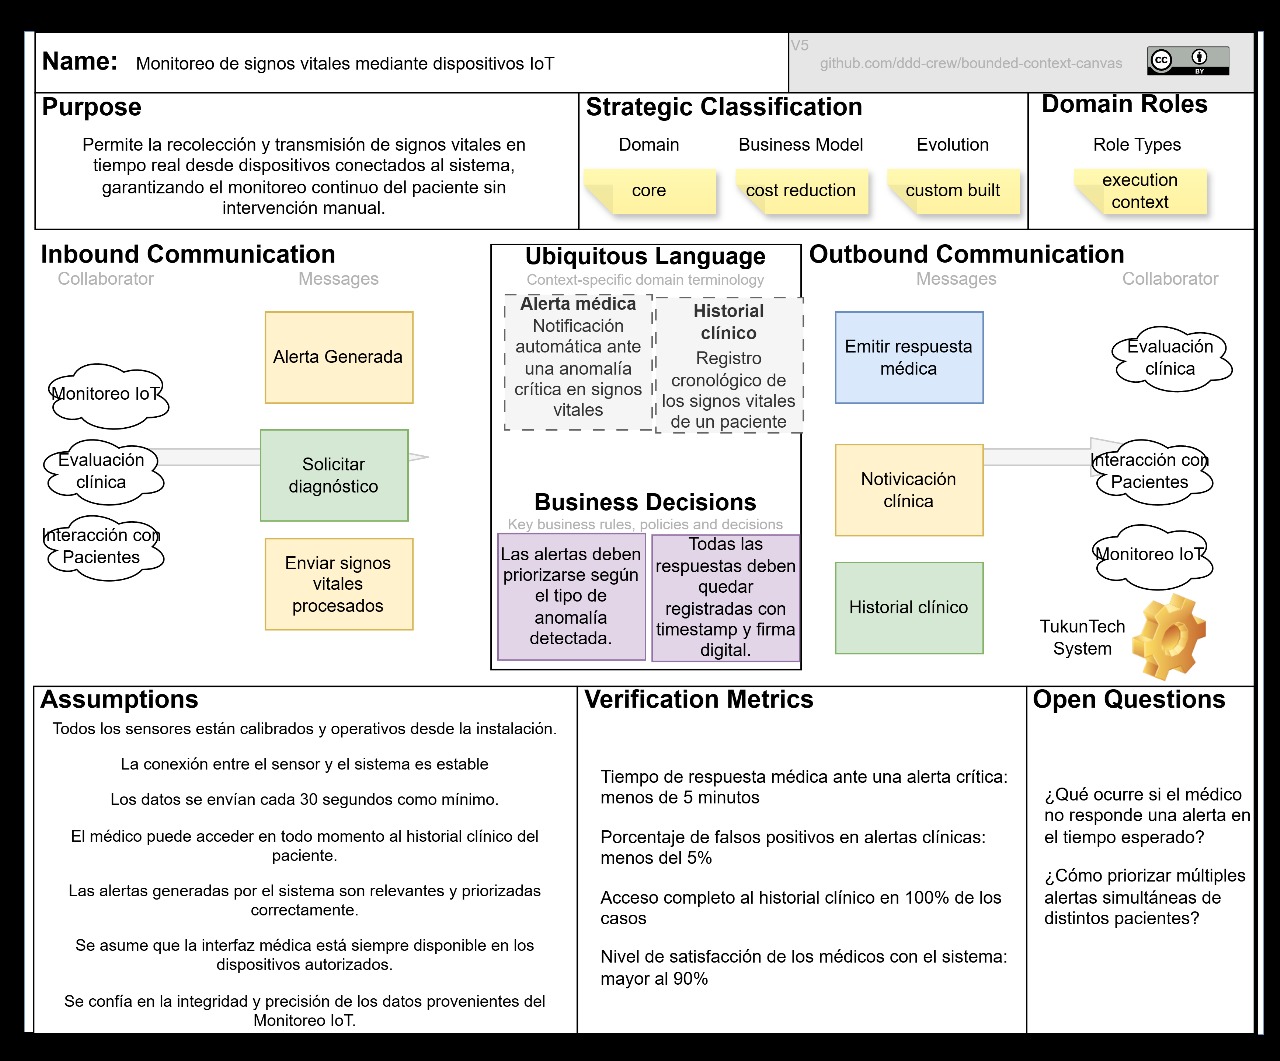 Name: Monitoreo de signos vitales mediante dispositivos IoT
V5
github.com/ddd-crew/bounded-context-canvas
CC BY
Purpose
Permite la recolección y transmisión de signos vitales en
tiempo real desde dispositivos conectados al sistema,
garantizando el monitoreo continuo del paciente sin
intervención manual.
Strategic Classification
Domain
core
Business Model
cost reduction
Evolution
custom built
Domain Roles
Role Types
execution
context
Inbound Communication
Collaborator
Messages
Monitoreo IoT
Evaluación
clínica
Interacción con
Pacientes
Alerta Generada
Solicitar
diagnóstico
Enviar signos
vitales
procesados
Ubiquitous Language
Context-specific domain terminology
Alerta médica
Notificación
automática ante
una anomalía
crítica en signos
vitales
Historial
clínico
Registro
cronológico de
los signos vitales
de un paciente
Business Decisions
Key business rules, policies and decisions
Las alertas deben
priorizarse según
el tipo de
anomalía
detectada.
Todas las
respuestas deben
quedar
registradas con
timestamp y firma
digital.
Outbound Communication
Messages
Collaborator
Emitir respuesta
médica
Notivicación
clínica
Historial clínico
Evaluación
clínica
Interacción con
Pacientes
Monitoreo IoT
TukunTech
System
Assumptions
Todos los sensores están calibrados y operativos desde la instalación.
La conexión entre el sensor y el sistema es estable
Los datos se envían cada 30 segundos como mínimo.
El médico puede acceder en todo momento al historial clínico del
paciente.
Las alertas generadas por el sistema son relevantes y priorizadas
correctamente.
Se asume que la interfaz médica está siempre disponible en los
dispositivos autorizados.
Se confía en la integridad y precisión de los datos provenientes del
Monitoreo IoT.
Verification Metrics
Tiempo de respuesta médica ante una alerta crítica:
menos de 5 minutos
Porcentaje de falsos positivos en alertas clínicas:
menos del 5%
Acceso completo al historial clínico en 100% de los
casos
Nivel de satisfacción de los médicos con el sistema:
mayor al 90%
Open Questions
¿Qué ocurre si el médico
no responde una alerta en
el tiempo esperado?
¿Cómo priorizar múltiples
alertas simultáneas de
distintos pacientes?